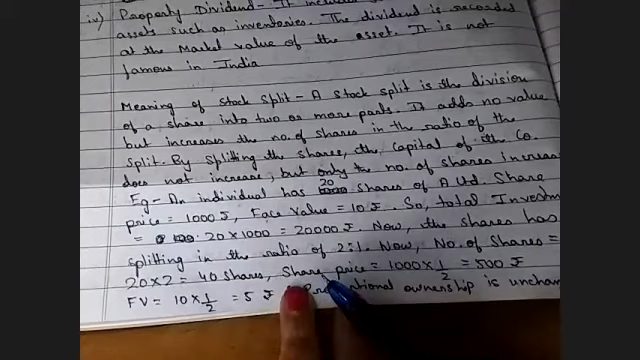 iv) Property Dividend - It includes
assets such as inventories. The dividend is recorded
at the Market value of the asset. It is not
famous in India
Meaning of Stock Split - A stock split is the division
of a share into two or more parts. It adds no value
but increases the no. of shares in the ratio of the
split. By splitting the shares, the capital of the Co.
does not increase, but only the no. of shares increase
Eg - An individual has 20 shares of A Ltd. Share
price = 1000 ₹, Face Value = 10 ₹. So, total Investm
= 20 x 1000 = 20000 ₹. Now, the shares has
splitting in the ratio of 2:1. Now, No. of Shares =
20 x 2 = 40 shares, Share price = 1000 x 1/2 = 500 ₹
FV = 10 x 1/2 = 5 ₹ Proportional ownership is unchan